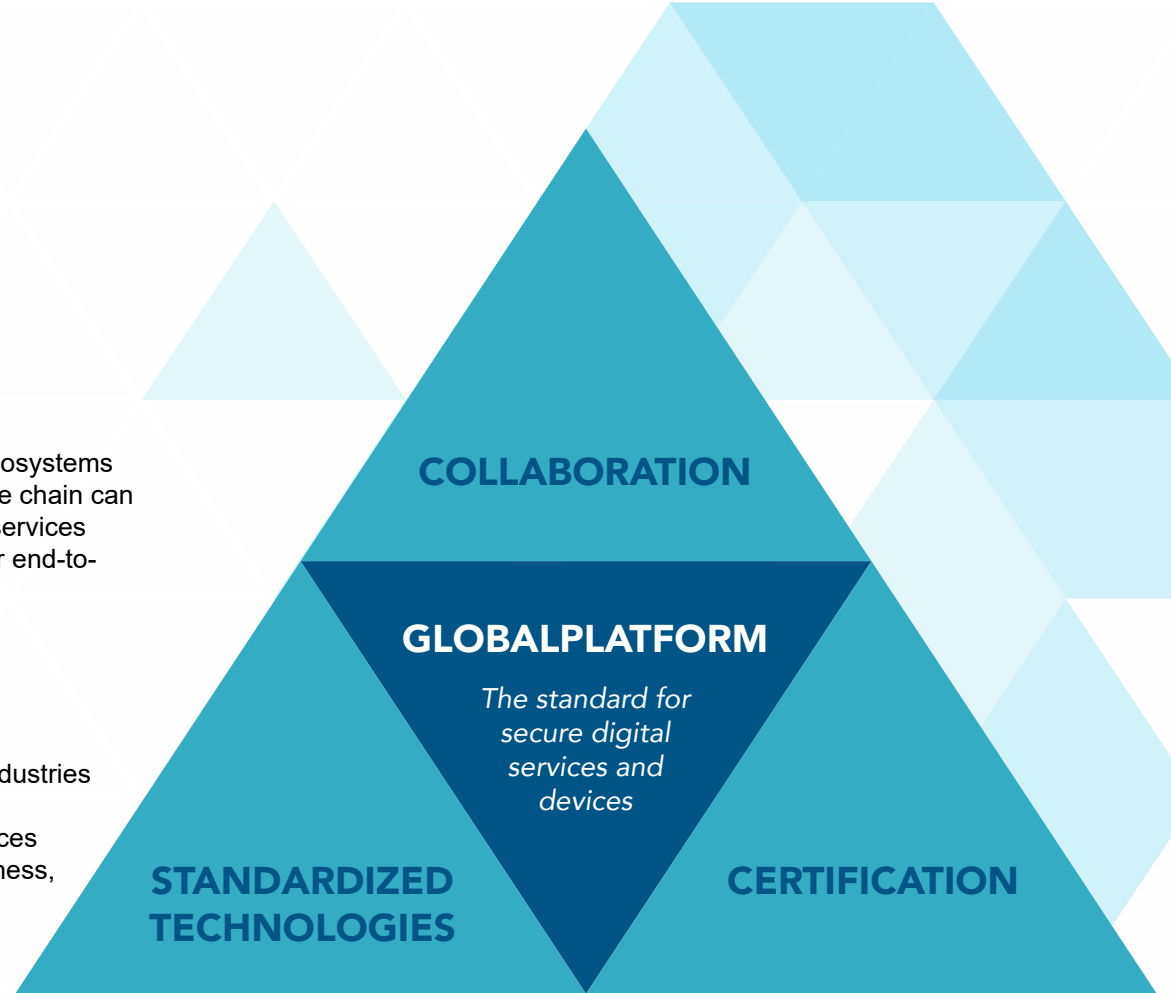 osystems
e chain can
ervices
r end-to-
dustries
ces
ness,
COLLABORATION
GLOBALPLATFORM
The standard for
secure digital
services and
devices
STANDARDIZED
TECHNOLOGIES
CERTIFICATION